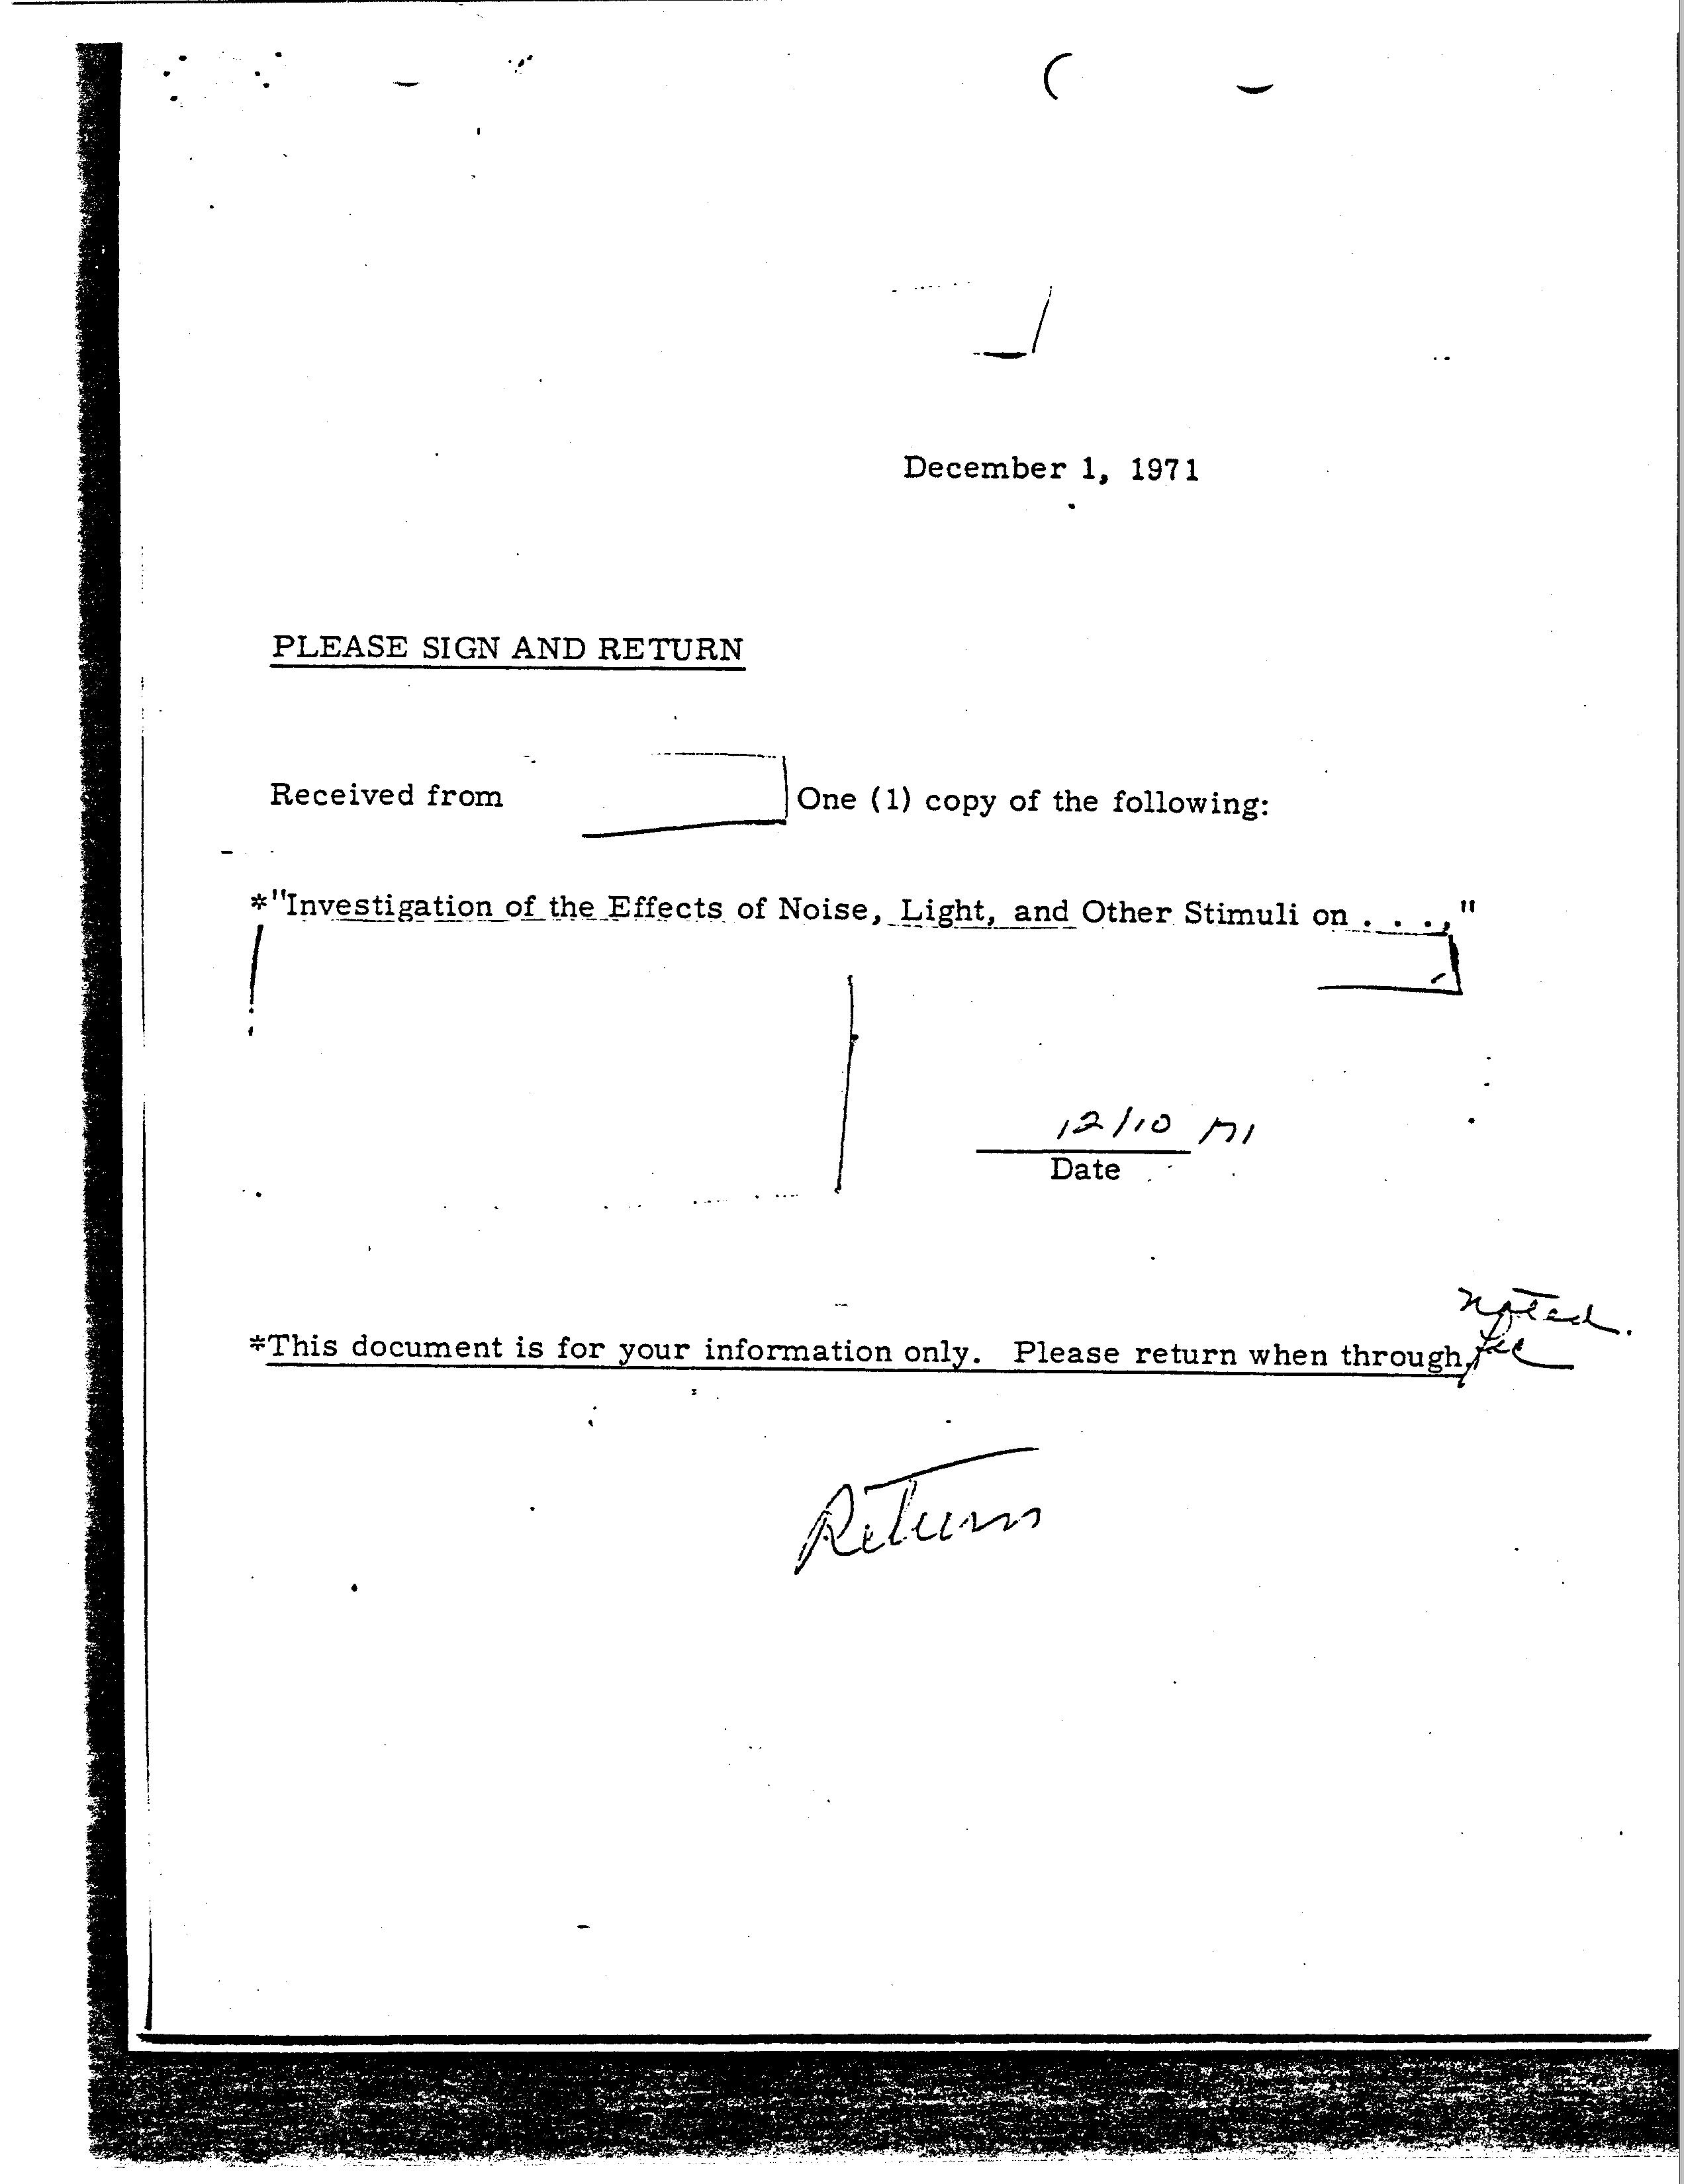 December 1, 1971
PLEASE SIGN AND RETURN
Received from One (1) copy of the following:
*"Investigation of the Effects of Noise, Light, and Other Stimuli on . . .,"
12/10 71
Date
noted.
*This document is for your information only. Please return when through
Return